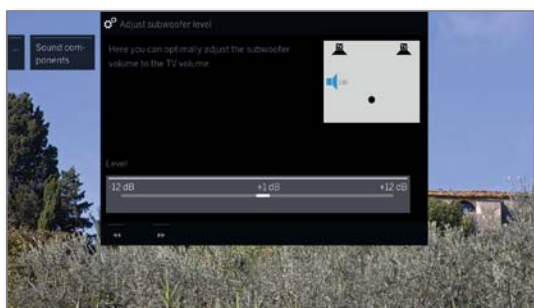 Adjust subwoofer level
...
Sound com-
ponents
Here you can optimally adjust the subwoofer
volume to the TV volume.
Level
-12 dB +1 dB +12 dB